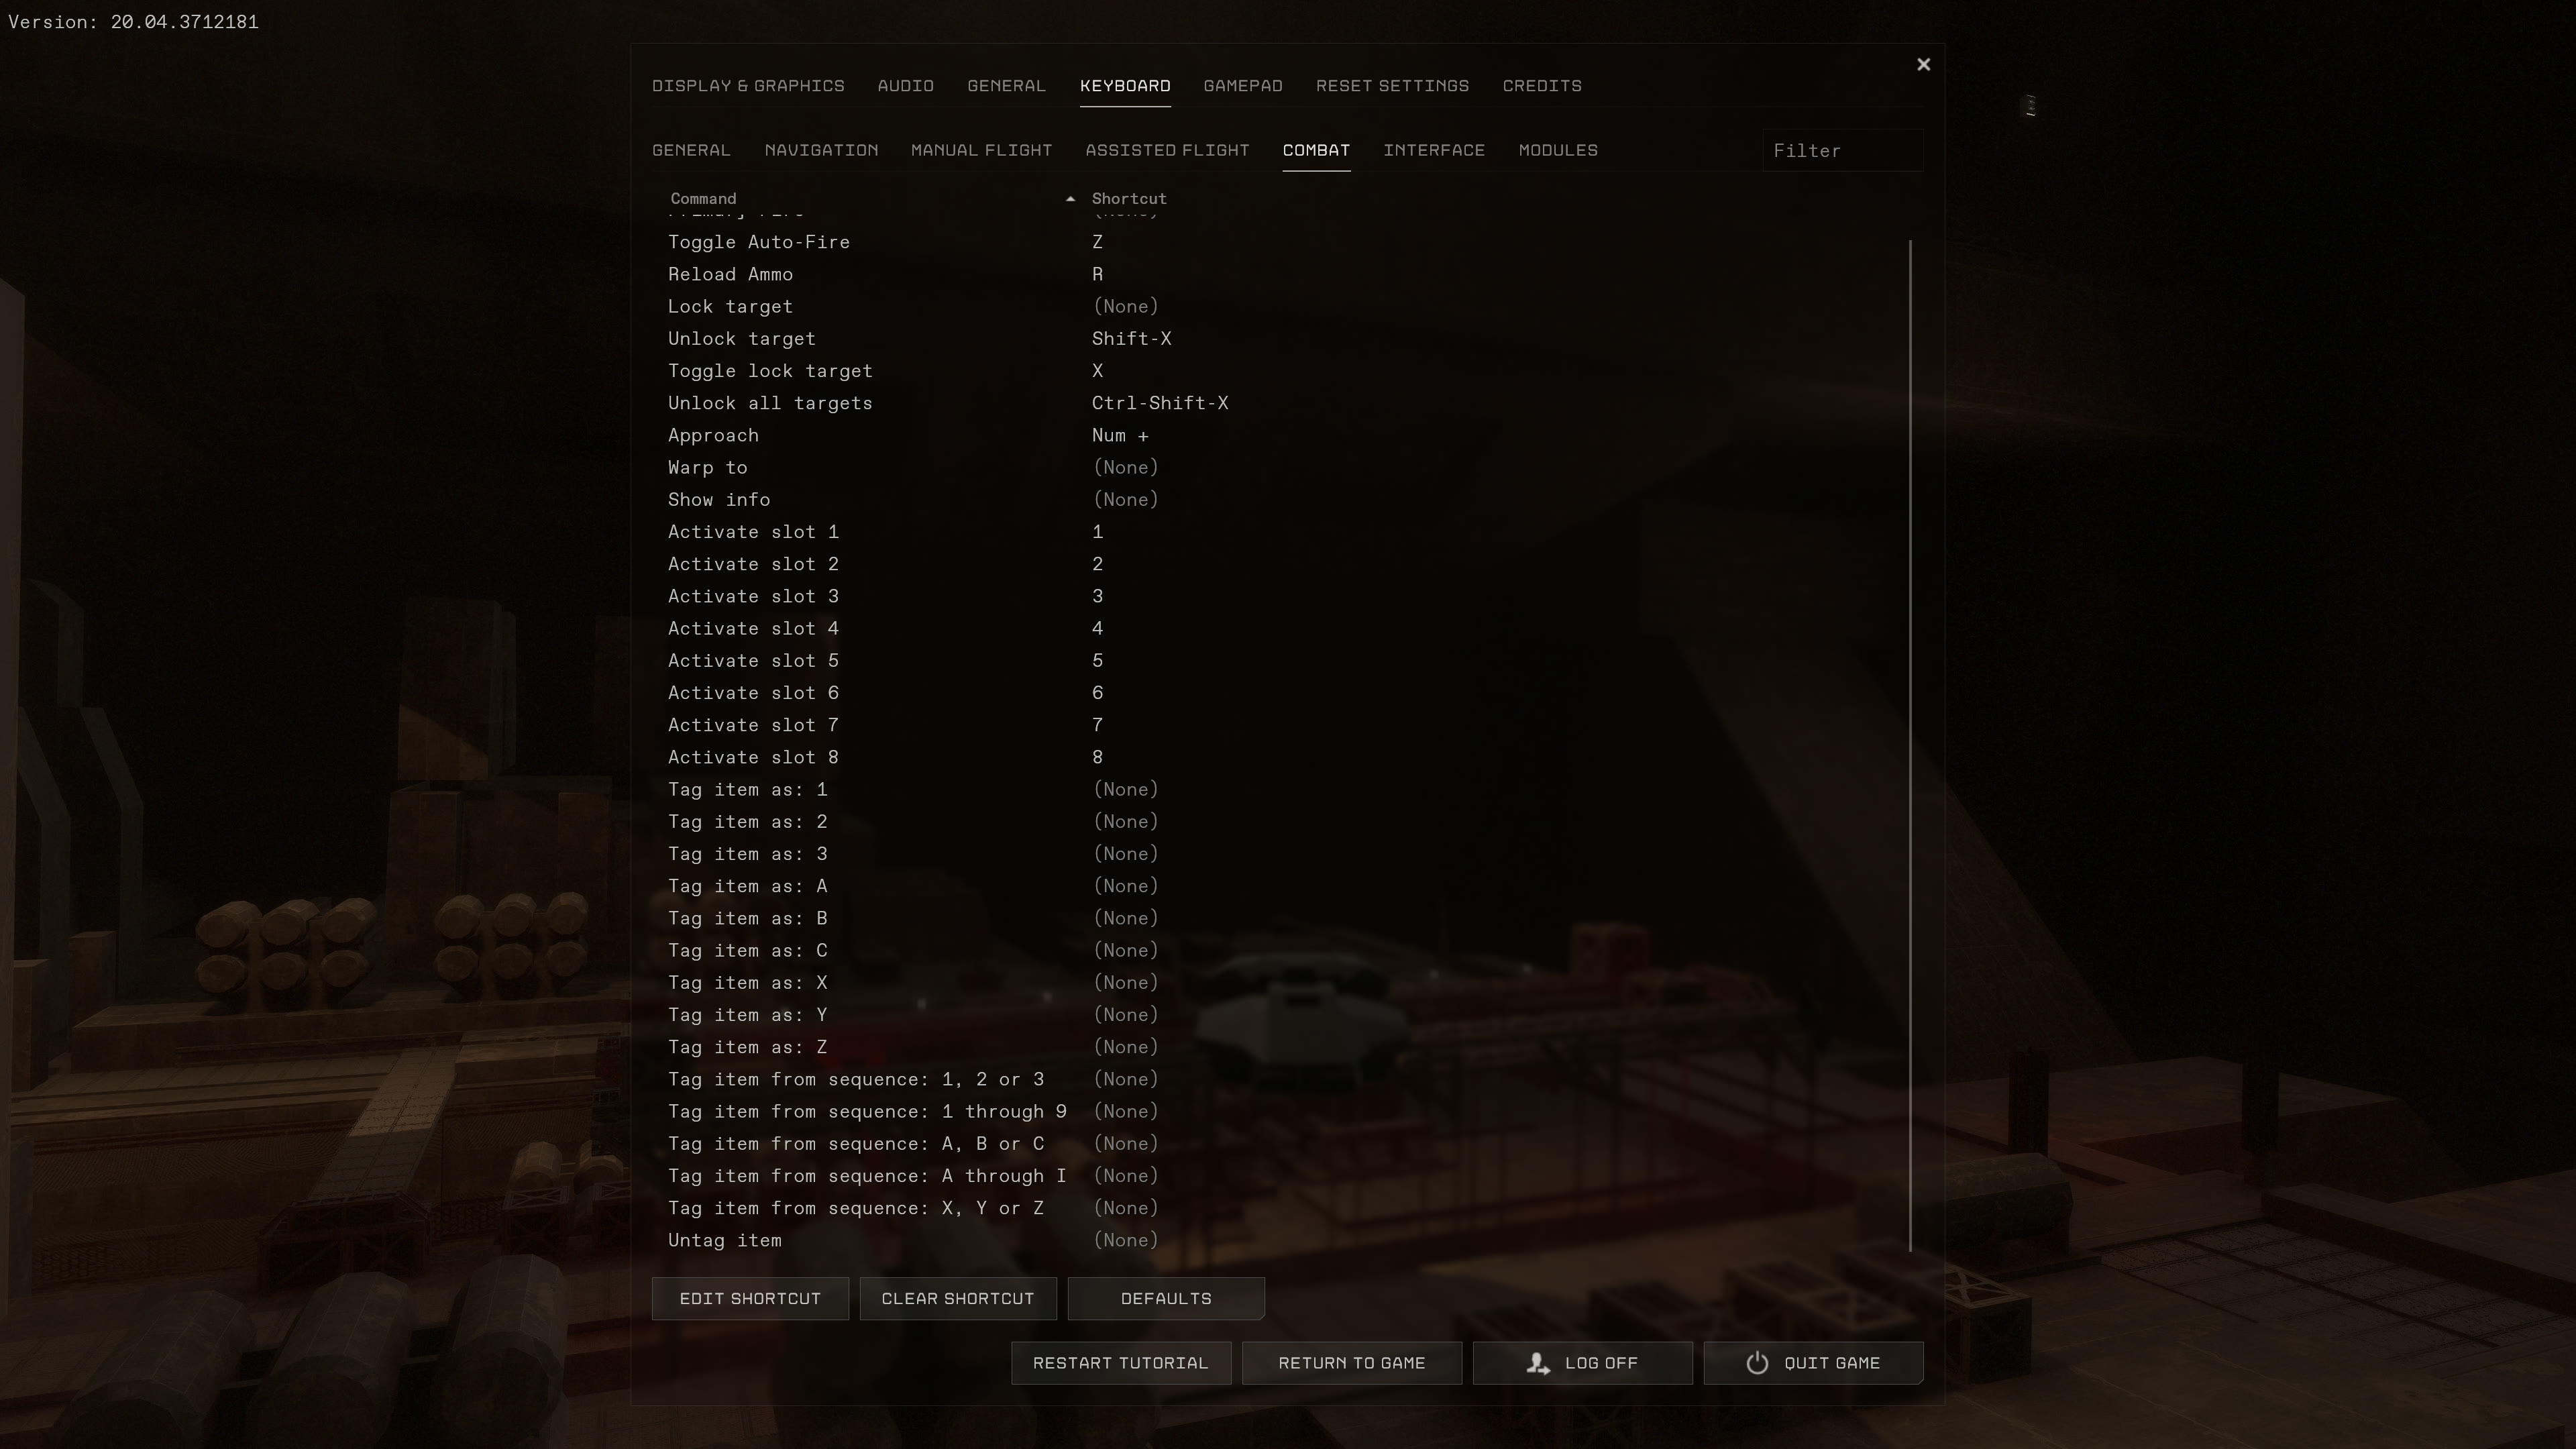 Version: 20.04.3712181
DISPLAY & GRAPHICS AUDIO GENERAL KEYBOARD GAMEPAD RESET SETTINGS CREDITS
GENERAL NAVIGATION MANUAL FLIGHT ASSISTED FLIGHT COMBAT INTERFACE MODULES Filter
Command Shortcut
Toggle Auto-Fire Z
Reload Ammo R
Lock target (None)
Unlock target Shift-X
Toggle lock target X
Unlock all targets Ctrl-Shift-X
Approach Num +
Warp to (None)
Show info (None)
Activate slot 1 1
Activate slot 2 2
Activate slot 3 3
Activate slot 4 4
Activate slot 5 5
Activate slot 6 6
Activate slot 7 7
Activate slot 8 8
Tag item as: 1 (None)
Tag item as: 2 (None)
Tag item as: 3 (None)
Tag item as: A (None)
Tag item as: B (None)
Tag item as: C (None)
Tag item as: X (None)
Tag item as: Y (None)
Tag item as: Z (None)
Tag item from sequence: 1, 2 or 3 (None)
Tag item from sequence: 1 through 9 (None)
Tag item from sequence: A, B or C (None)
Tag item from sequence: A through I (None)
Tag item from sequence: X, Y or Z (None)
Untag item (None)
EDIT SHORTCUT CLEAR SHORTCUT DEFAULTS
RESTART TUTORIAL RETURN TO GAME LOG OFF QUIT GAME